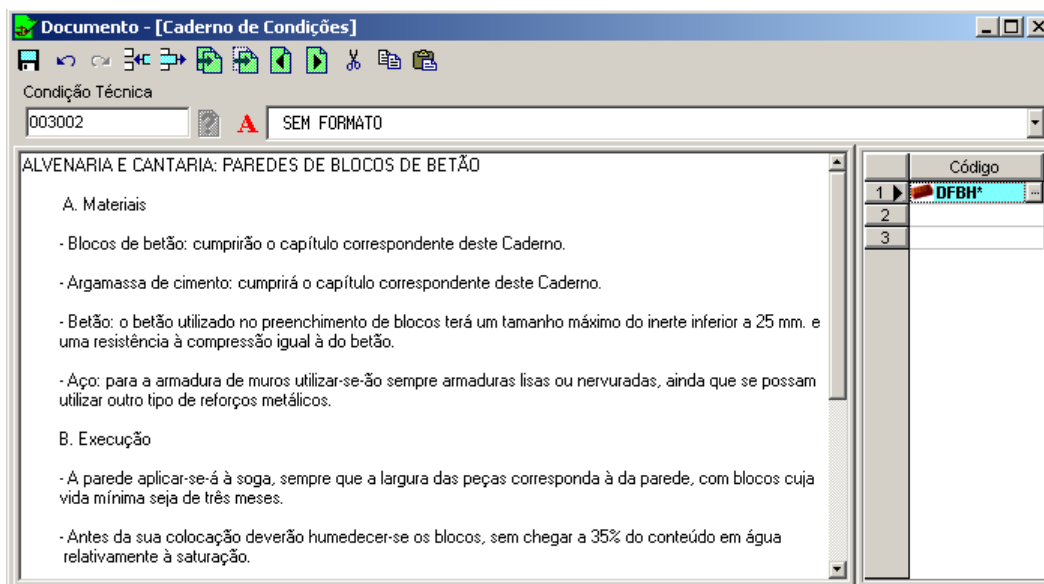 Documento - [Caderno de Condições]
Condição Técnica
003002
A
SEM FORMATO
ALVENARIA E CANTARIA: PAREDES DE BLOCOS DE BETÃO
A. Materiais
- Blocos de betão: cumprirão o capítulo correspondente deste Caderno.
- Argamassa de cimento: cumprirá o capítulo correspondente deste Caderno.
- Betão: o betão utilizado no preenchimento de blocos terá um tamanho máximo do inerte inferior a 25 mm. e
uma resistência à compressão igual à do betão.
- Aço: para a armadura de muros utilizar-se-ão sempre armaduras lisas ou nervuradas, ainda que se possam
utilizar outro tipo de reforços metálicos.
B. Execução
- A parede aplicar-se-á à soga, sempre que a largura das peças corresponda à da parede, com blocos cuja
vida mínima seja de três meses.
- Antes da sua colocação deverão humedecer-se os blocos, sem chegar a 35% do conteúdo em água
relativamente à saturação.
Código
1 DFBH* ...
2
3